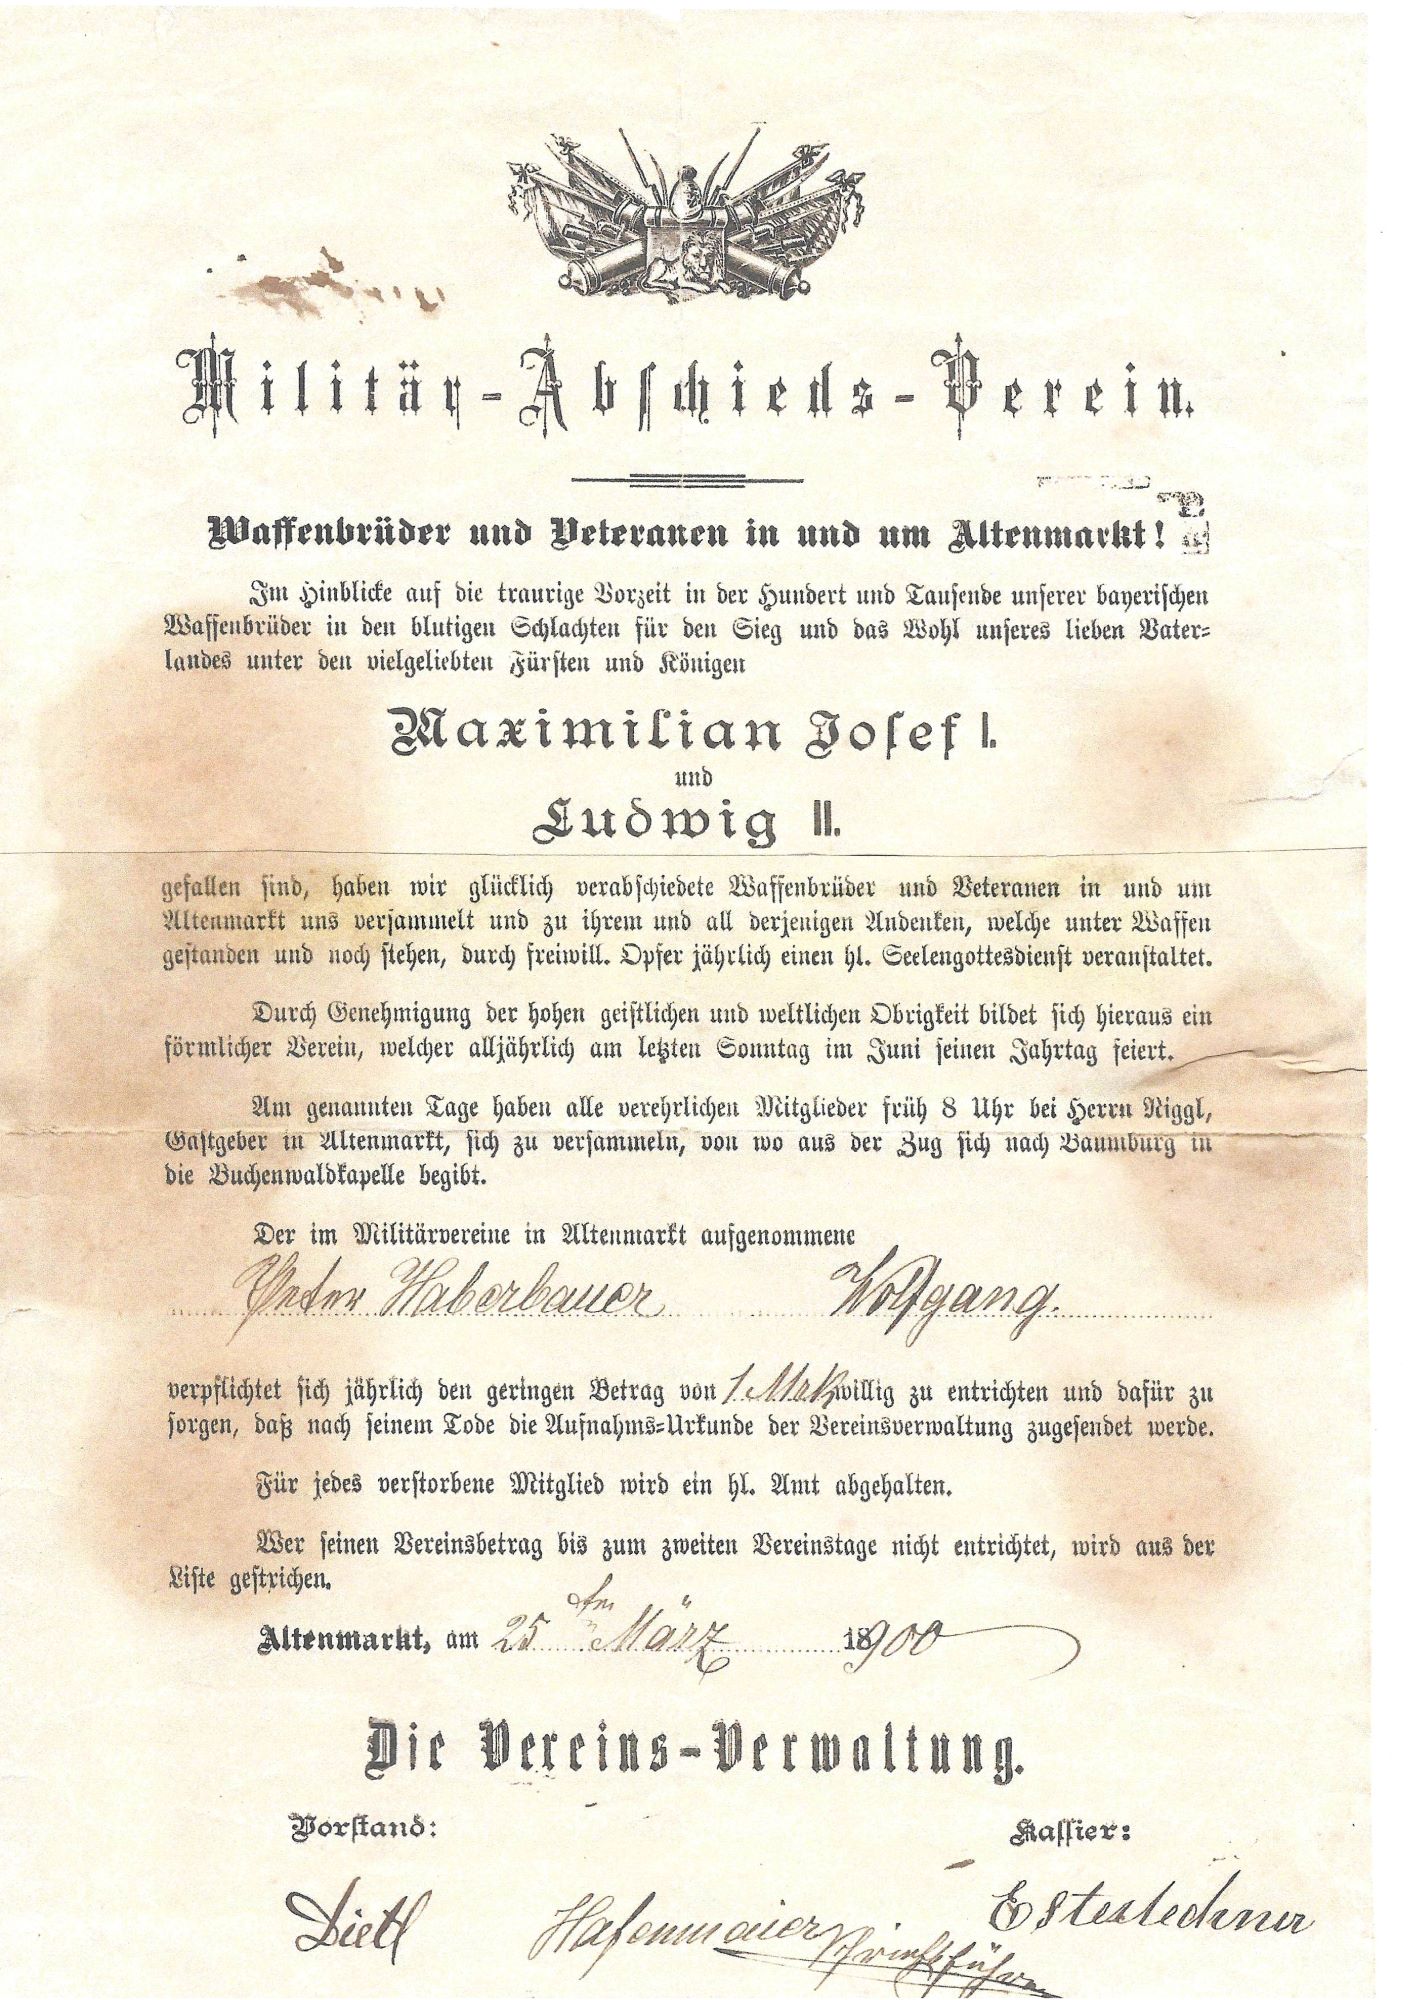 Militär-Abschieds-Verein.
Waffenbrüder und Veteranen in und um Altenmarkt!
Im Hinblicke auf die traurige Vorzeit in der Hundert und Tausende unserer bayerischen
Waffenbrüder in den blutigen Schlachten für den Sieg und das Wohl unseres lieben Vater-
landes unter den vielgeliebten Fürsten und Königen
Maximilian Josef I.
und
Ludwig II.
gefallen sind, haben wir glücklich verabschiedete Waffenbrüder und Veteranen in und um
Altenmarkt uns versammelt und zu ihrem und all derjenigen Andenken, welche unter Waffen
gestanden und noch stehen, durch freiwill. Opfer jährlich einen hl. Seelengottesdienst veranstaltet.
Durch Genehmigung der hohen geistlichen und weltlichen Obrigkeit bildet sich hieraus ein
förmlicher Verein, welcher alljährlich am letzten Sonntag im Juni seinen Jahrtag feiert.
Am genannten Tage haben alle verehrlichen Mitglieder früh 8 Uhr bei Herrn Niggl,
Gastgeber in Altenmarkt, sich zu versammeln, von wo aus der Zug sich nach Baumburg in
die Buchenwaldkapelle begibt.
Der im Militärvereine in Altenmarkt aufgenommene
Peter Haberbauer Wolfgang.
verpflichtet sich jährlich den geringen Betrag von 1 Mrk willig zu entrichten und dafür zu
sorgen, daß nach seinem Tode die Aufnahms-Urkunde der Vereinsverwaltung zugesendet werde.
Für jedes verstorbene Mitglied wird ein hl. Amt abgehalten.
Wer seinen Vereinsbetrag bis zum zweiten Vereinstage nicht entrichtet, wird aus der
Liste gestrichen.
Altenmarkt, am 25ten März 1900
Die Vereins-Verwaltung.
Vorstand: Kassier:
Dietl Hafenmaier Schriftführer